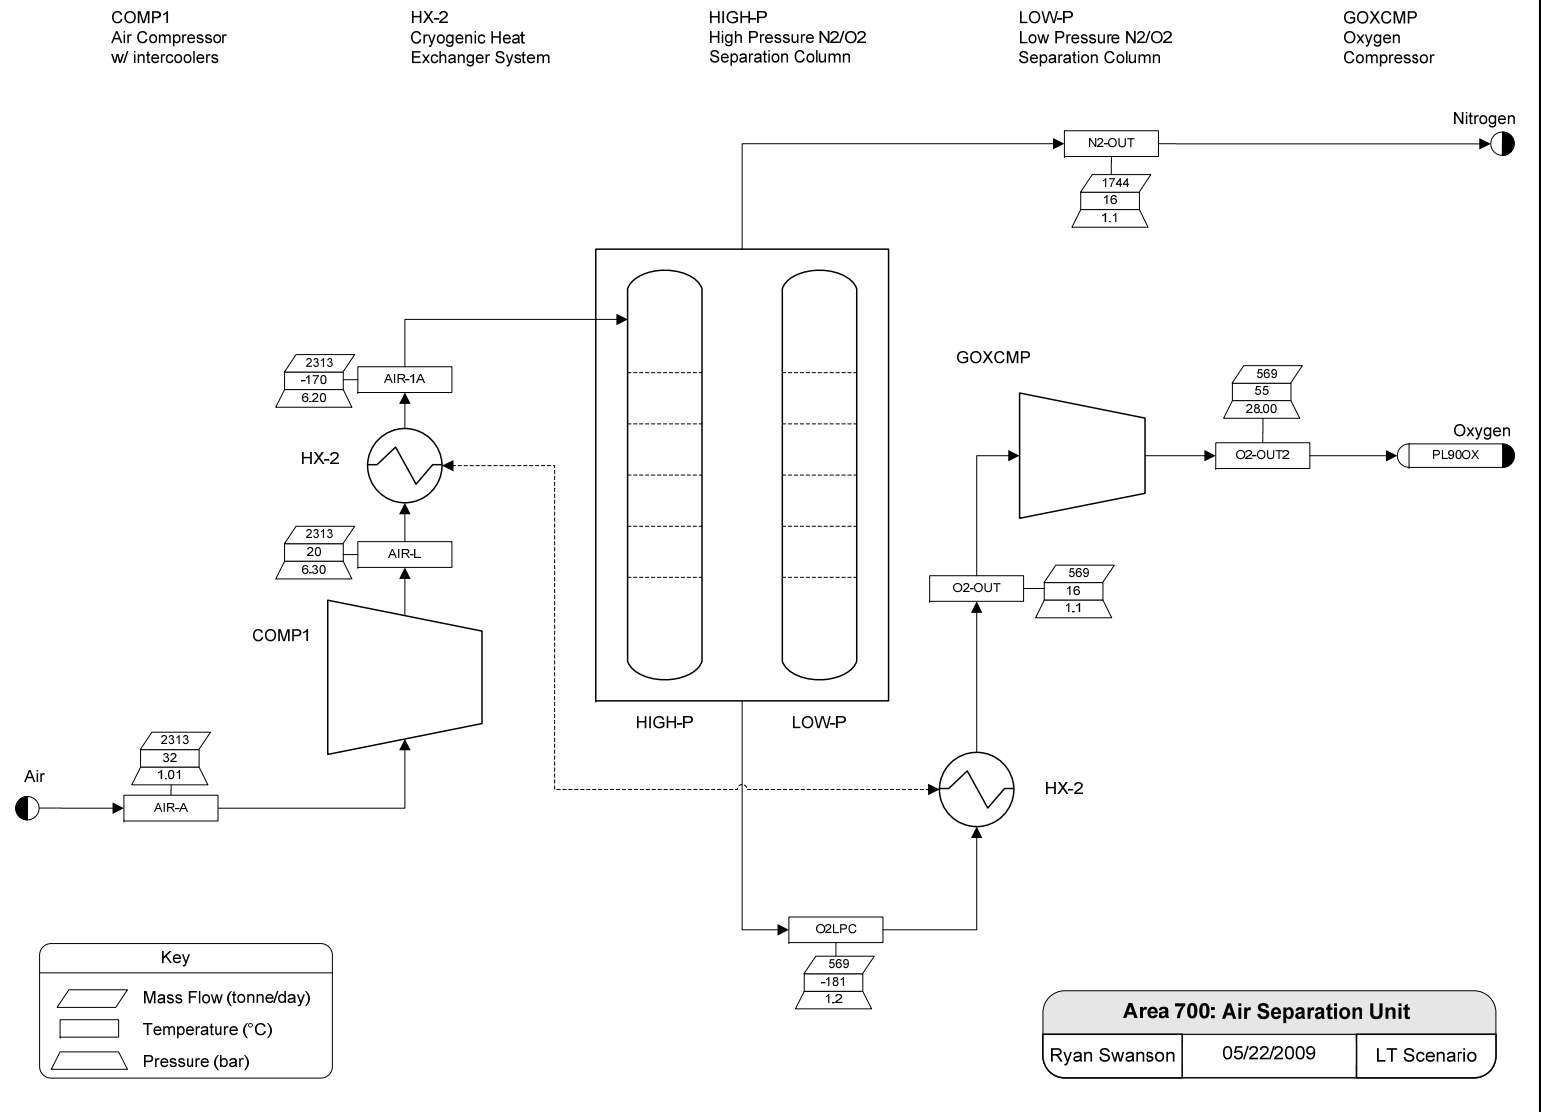 COMP1
Air Compressor
w/ intercoolers
HX-2
Cryogenic Heat
Exchanger System
HIGH-P
High Pressure N2/O2
Separation Column
LOW-P
Low Pressure N2/O2
Separation Column
GOXCMP
Oxygen
Compressor
Nitrogen
N2-OUT
1744
16
1.1
2313
-170
6.20
AIR-1A
HX-2
2313
20
6.30
AIR-L
COMP1
2313
32
1.01
Air
AIR-A
HIGH-P
LOW-P
GOXCMP
569
55
28.00
O2-OUT2
Oxygen
PL90OX
O2-OUT
569
16
1.1
HX-2
O2LPC
569
-181
1.2
Key
Mass Flow (tonne/day)
Temperature (°C)
Pressure (bar)
Area 700: Air Separation Unit
Ryan Swanson
05/22/2009
LT Scenario